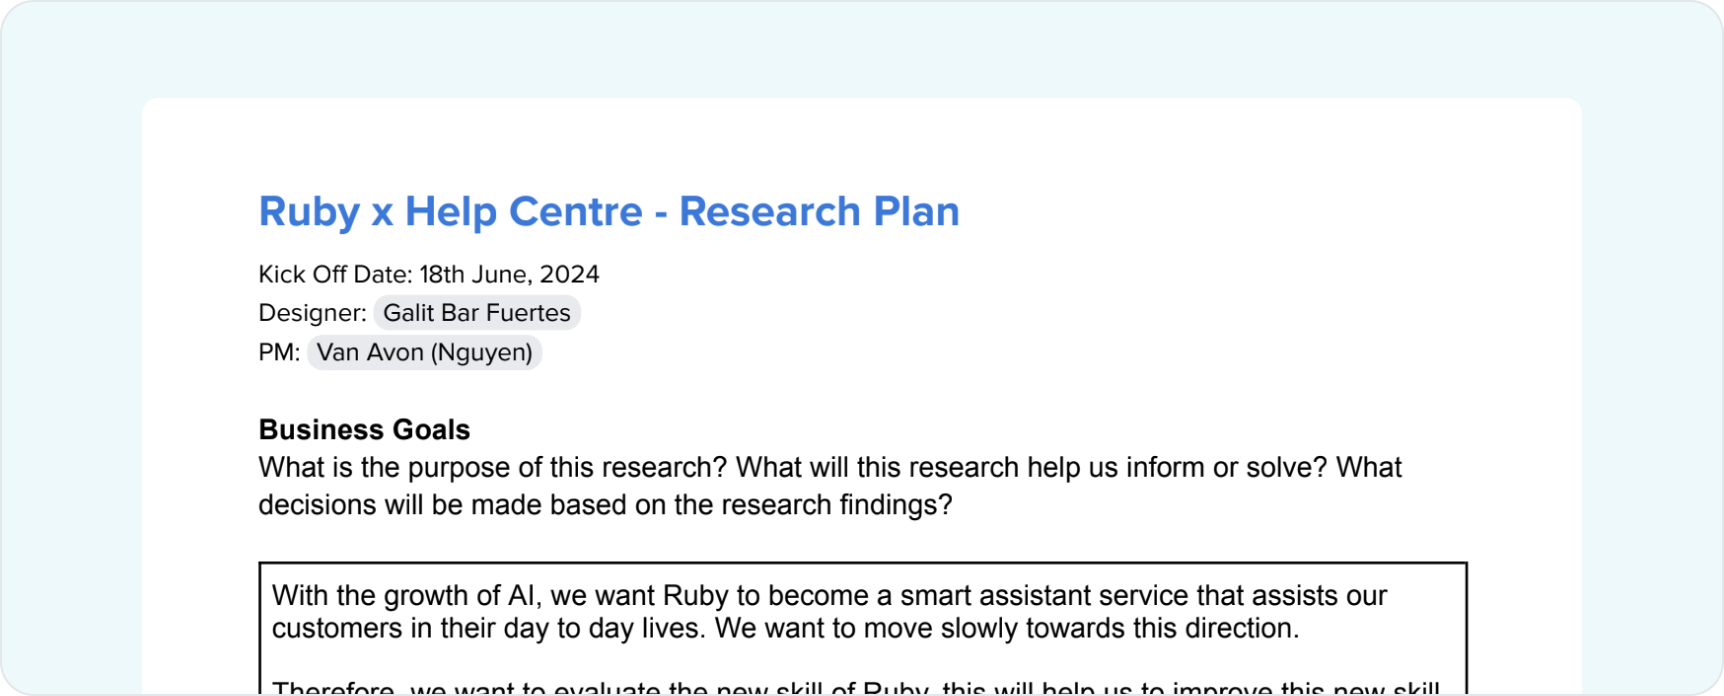 Ruby x Help Centre - Research Plan
Kick Off Date: 18th June, 2024
Designer: Galit Bar Fuertes
PM: Van Avon (Nguyen)
Business Goals
What is the purpose of this research? What will this research help us inform or solve? What
decisions will be made based on the research findings?
With the growth of AI, we want Ruby to become a smart assistant service that assists our
customers in their day to day lives. We want to move slowly towards this direction.
Therefore, we want to evaluate the new skill of Ruby, this will help us to improve this new skill